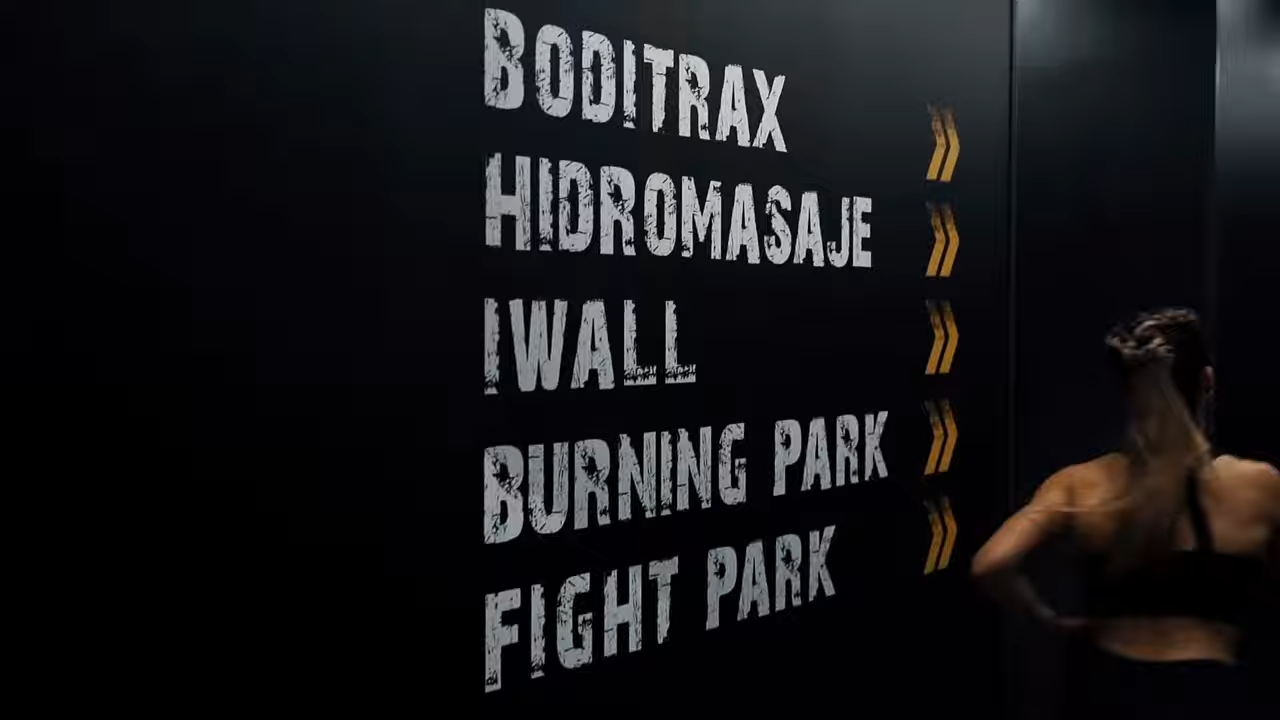 BODITRAX
HIDROMASAJE
IWALL
BURNING PARK
FIGHT PARK